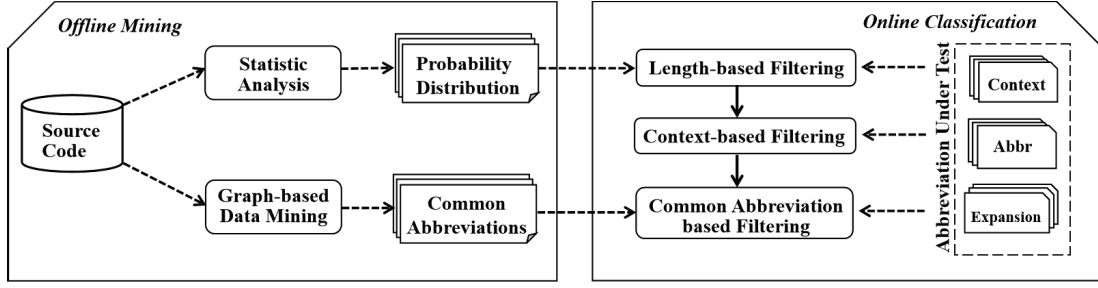 Offline Mining
Source
Code
Statistic
Analysis
Probability
Distribution
Graph-based
Data Mining
Common
Abbreviations
Online Classification
Length-based Filtering
Context-based Filtering
Common Abbreviation
based Filtering
Abbreviation Under Test
Context
Abbr
Expansion